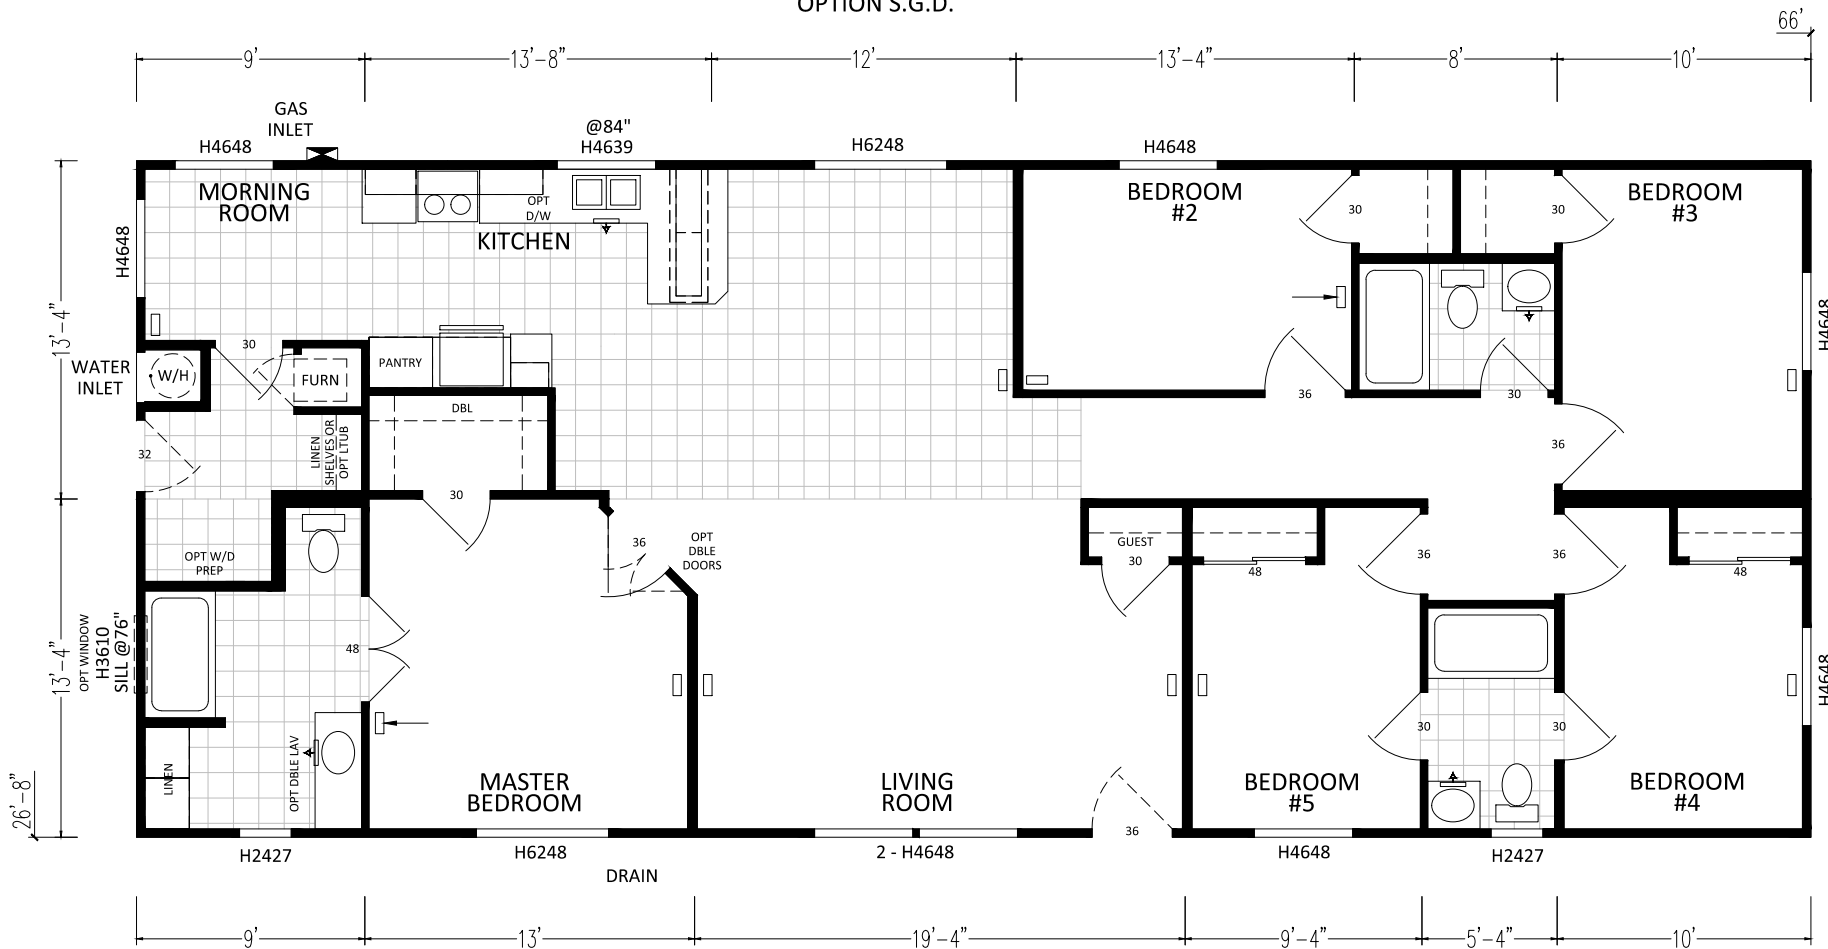 OPTION S.G.D.
66'
9'
13'-8"
12'
13'-4"
8'
10'
GAS
INLET
H4648
@84"
H4639
H6248
H4648
MORNING
ROOM
OPT
D/W
KITCHEN
BEDROOM
#2
30
30
BEDROOM
#3
H4648
13'-4"
H4648
WATER
INLET
W/H
30
FURN
PANTRY
DBL
36
30
32
LINEN
SHELVES OR
OPT LTUB
36
30
OPT W/D
PREP
36
OPT
DBLE
DOORS
GUEST
30
48
36
36
48
OPT WINDOW
H3610
SILL @76"
13'-4"
48
H4648
30
30
LINEN
OPT DBLE LAV
MASTER
BEDROOM
LIVING
ROOM
BEDROOM
#5
BEDROOM
#4
26'-8"
36
H2427
H6248
2 - H4648
H4648
H2427
DRAIN
9'
13'
19'-4"
9'-4"
5'-4"
10'